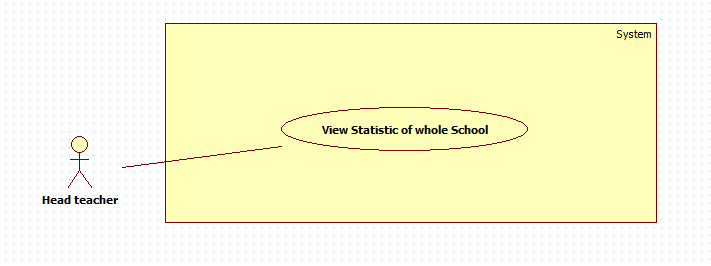 System
View Statistic of whole School
Head teacher